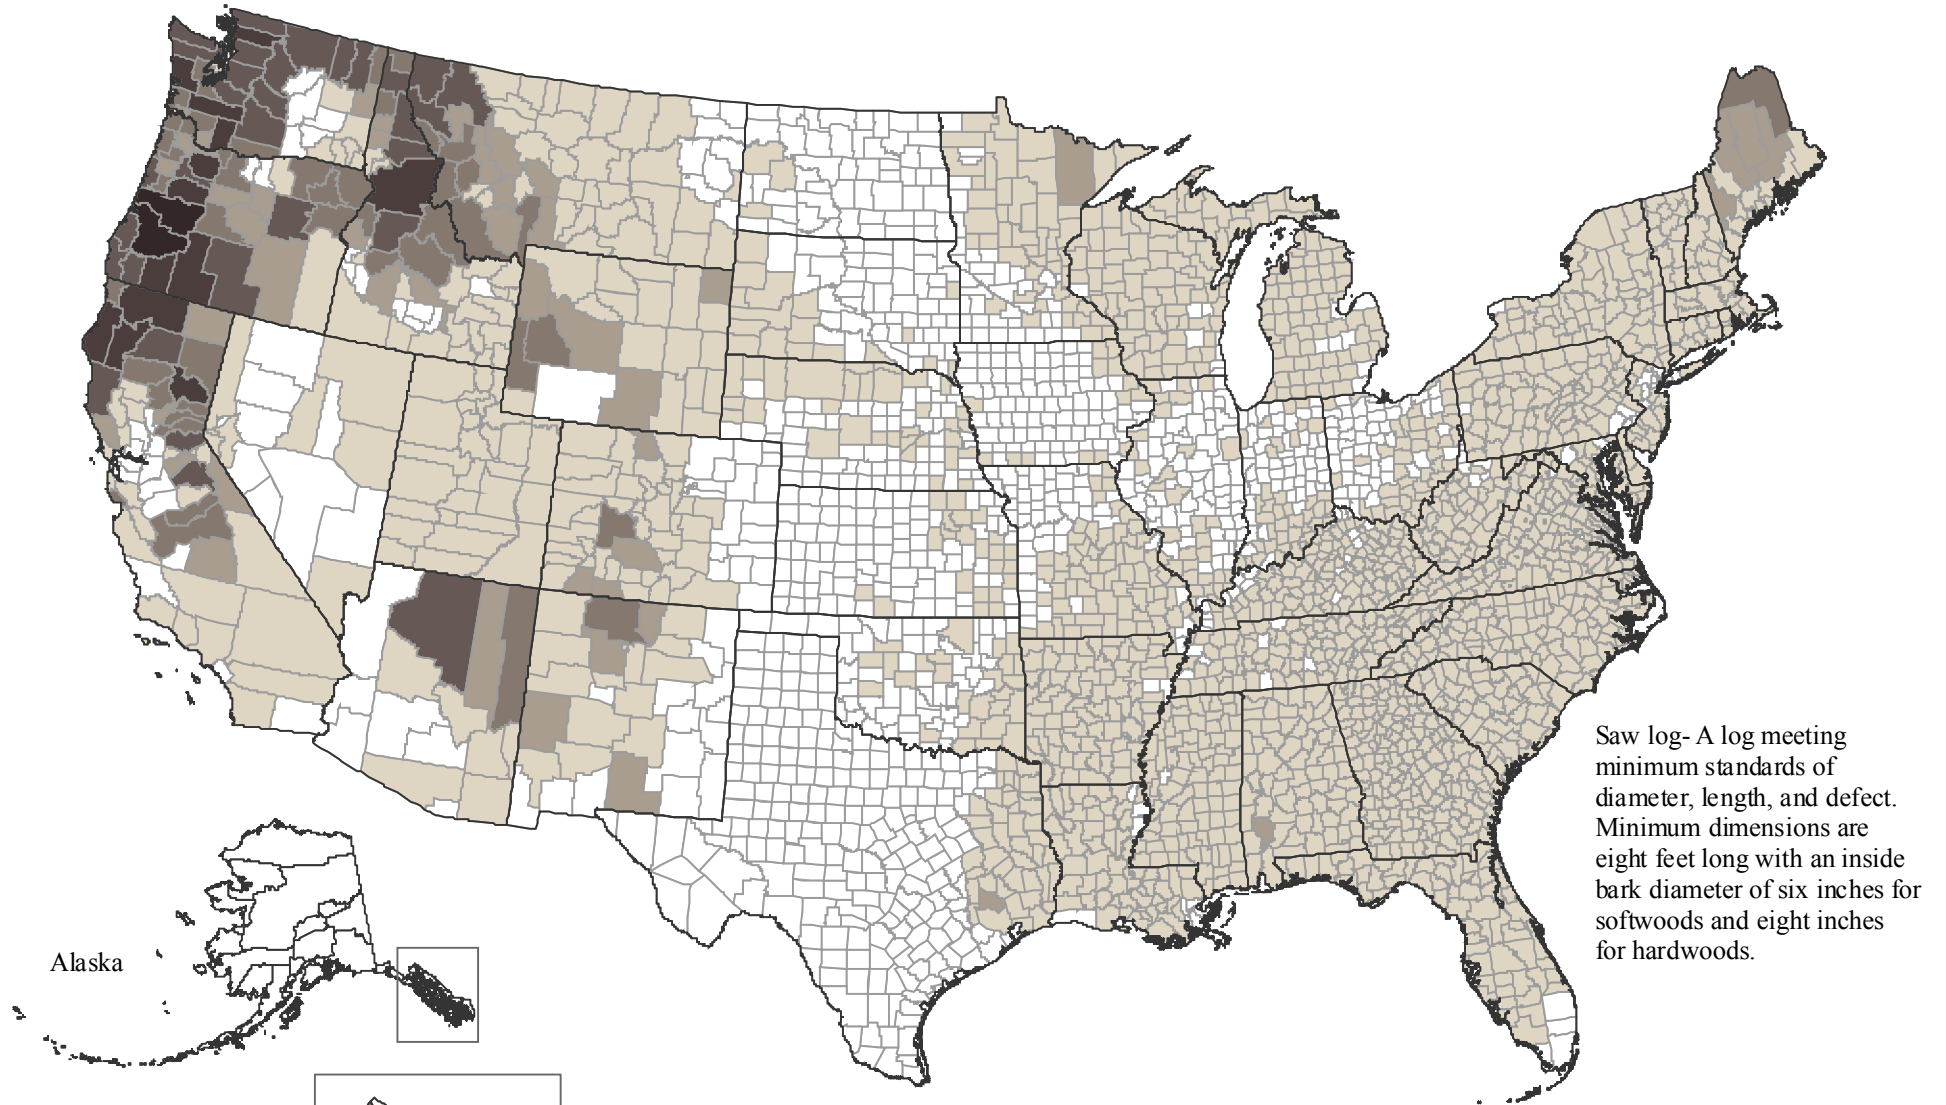 Saw log- A log meeting
minimum standards of
diameter, length, and defect.
Minimum dimensions are
eight feet long with an inside
bark diameter of six inches for
softwoods and eight inches
for hardwoods.
Alaska